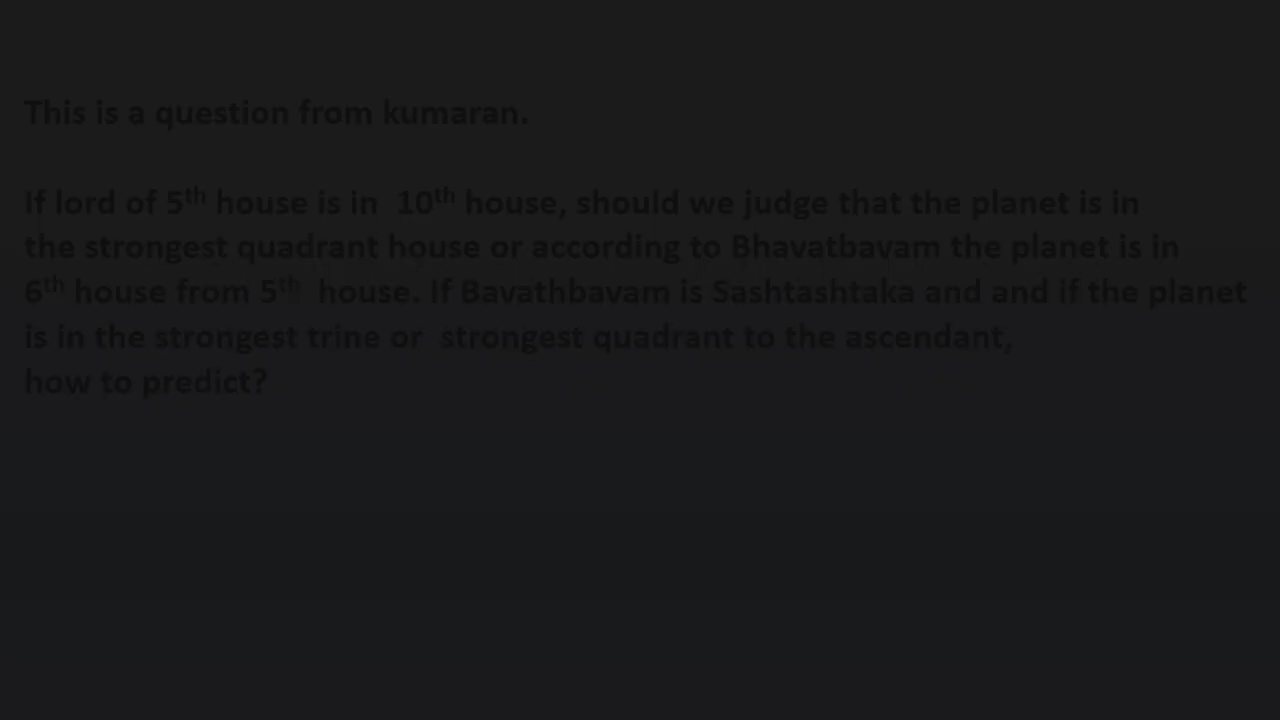 This is a question from kumaran.
If lord of 5th house is in 10th house, should we judge that the planet is in
the strongest quadrant house or according to Bhavatbavam the planet is in
6th house from 5th house. If Bavathbavam is Sashtashtaka and and if the planet
is in the strongest trine or strongest quadrant to the ascendant,
how to predict?